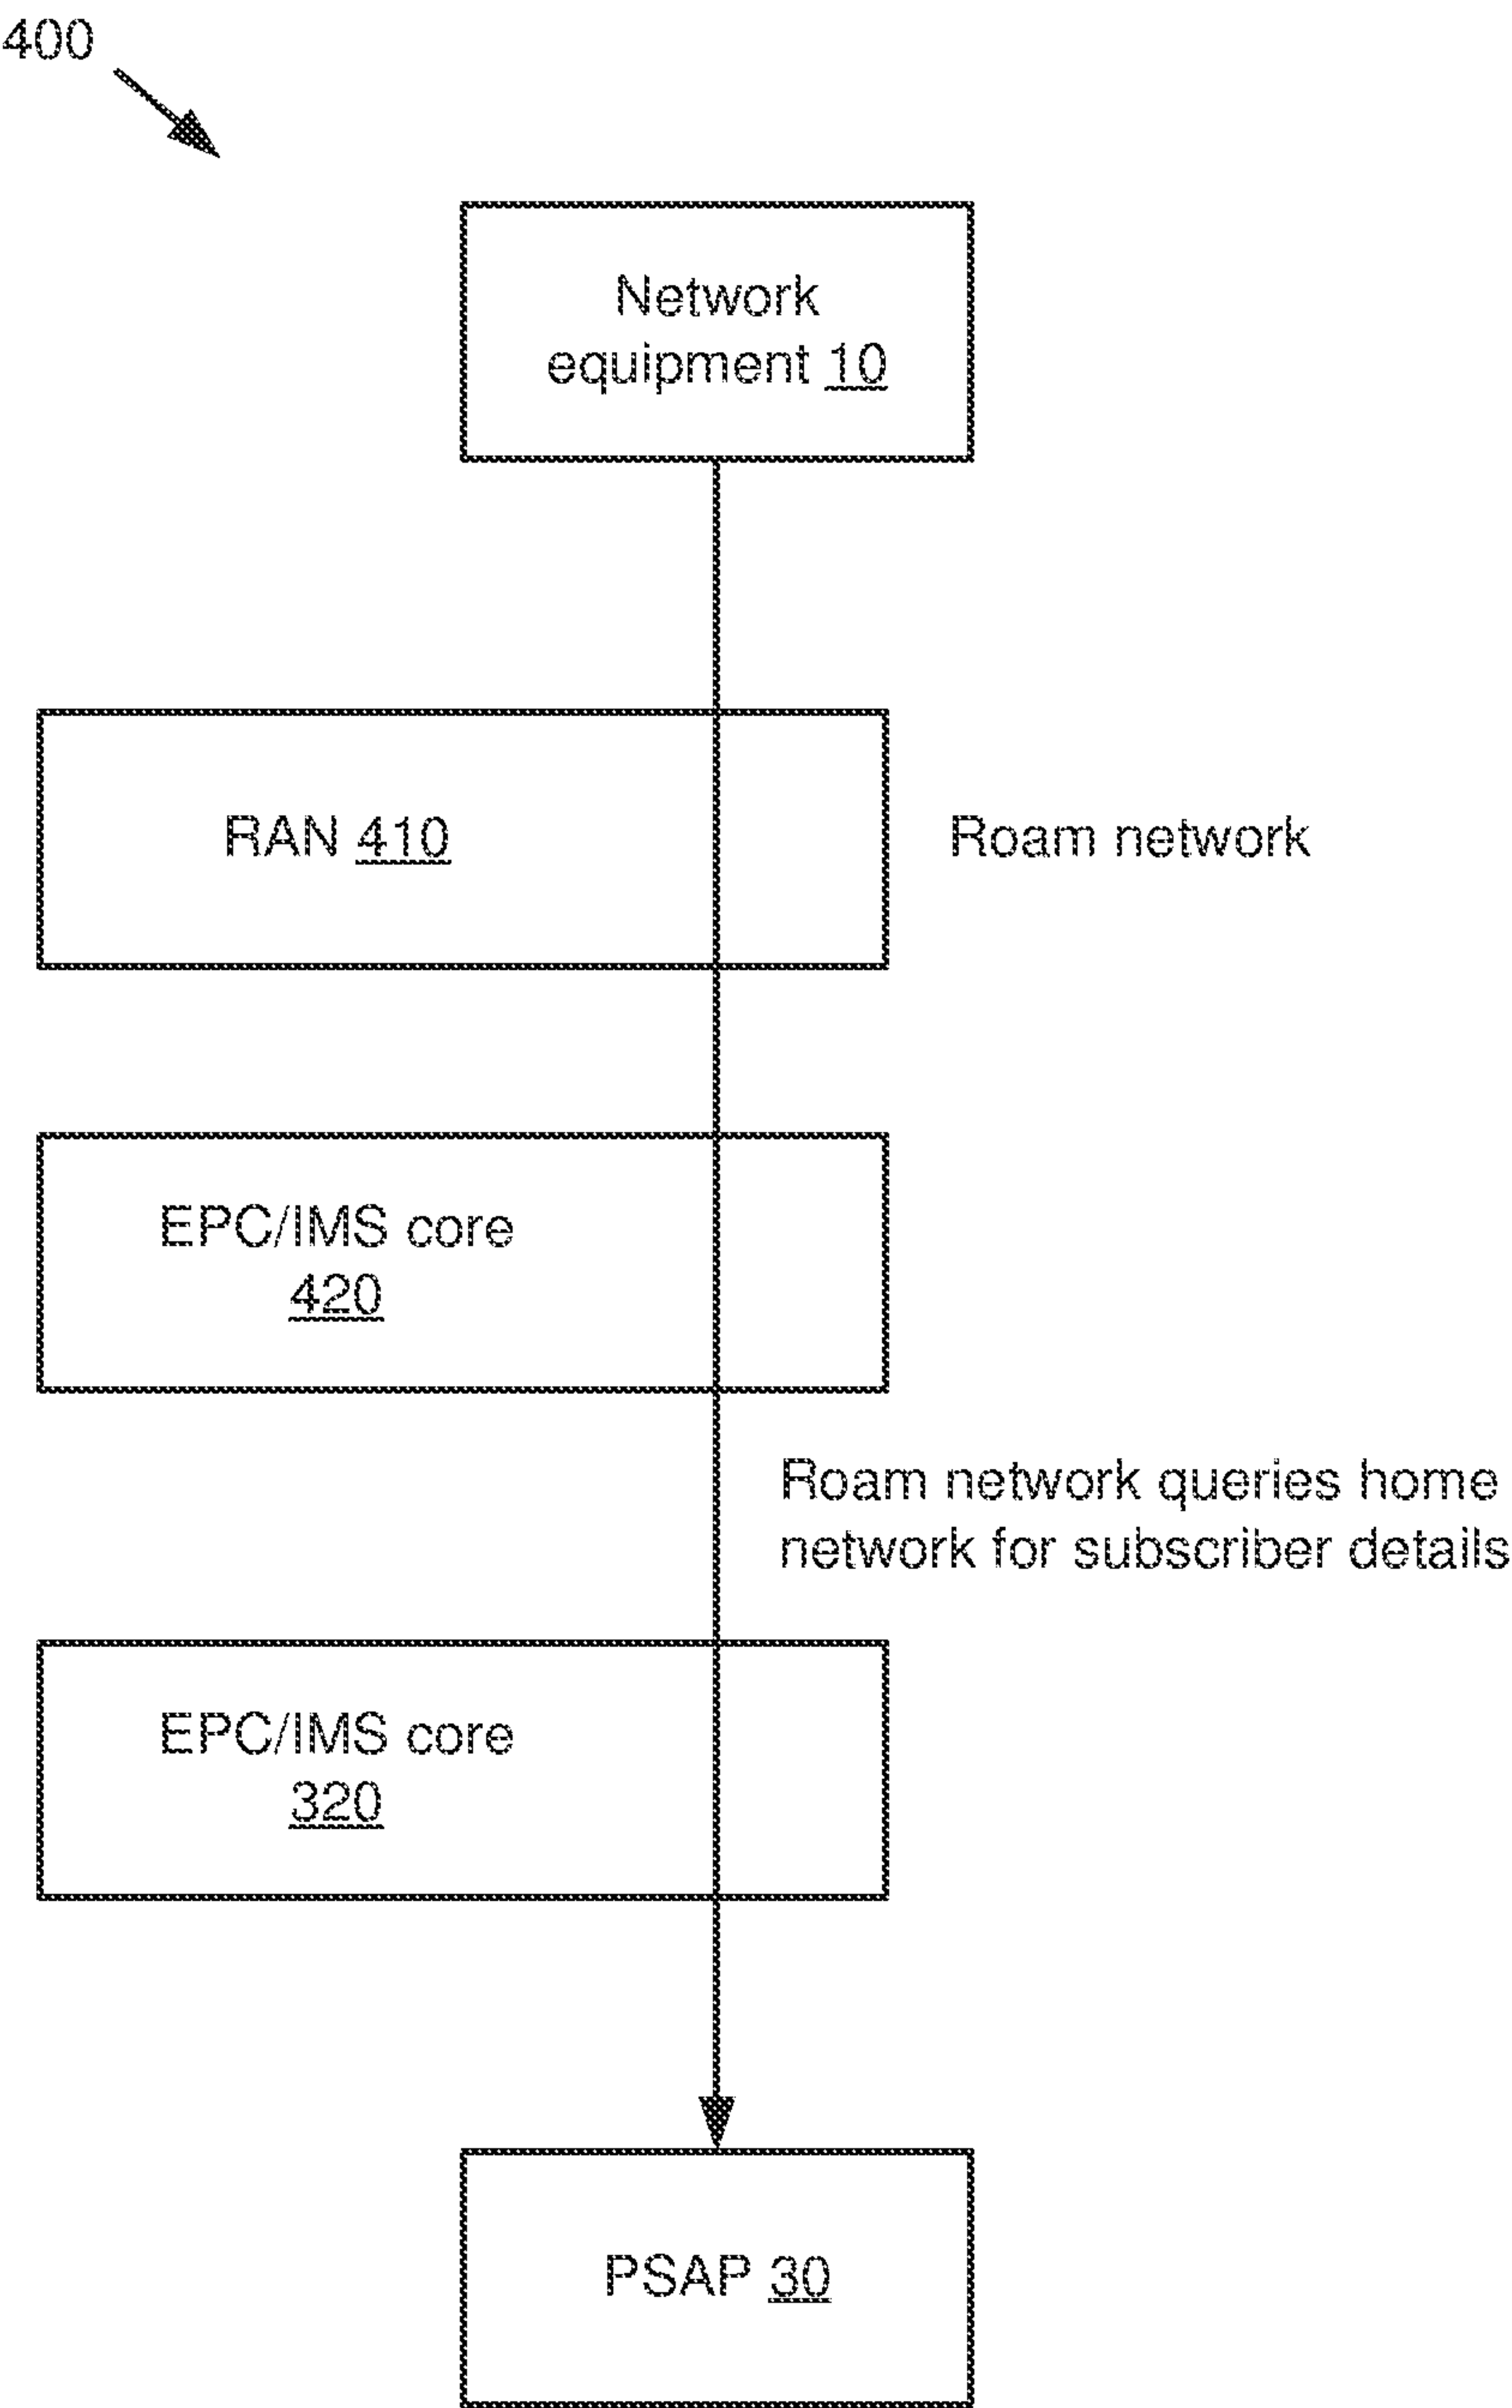 400
Network
equipment 10
RAN 410
Roam network
EPC/IMS core
420
Roam network queries home
network for subscriber details
EPC/IMS core
320
PSAP 30